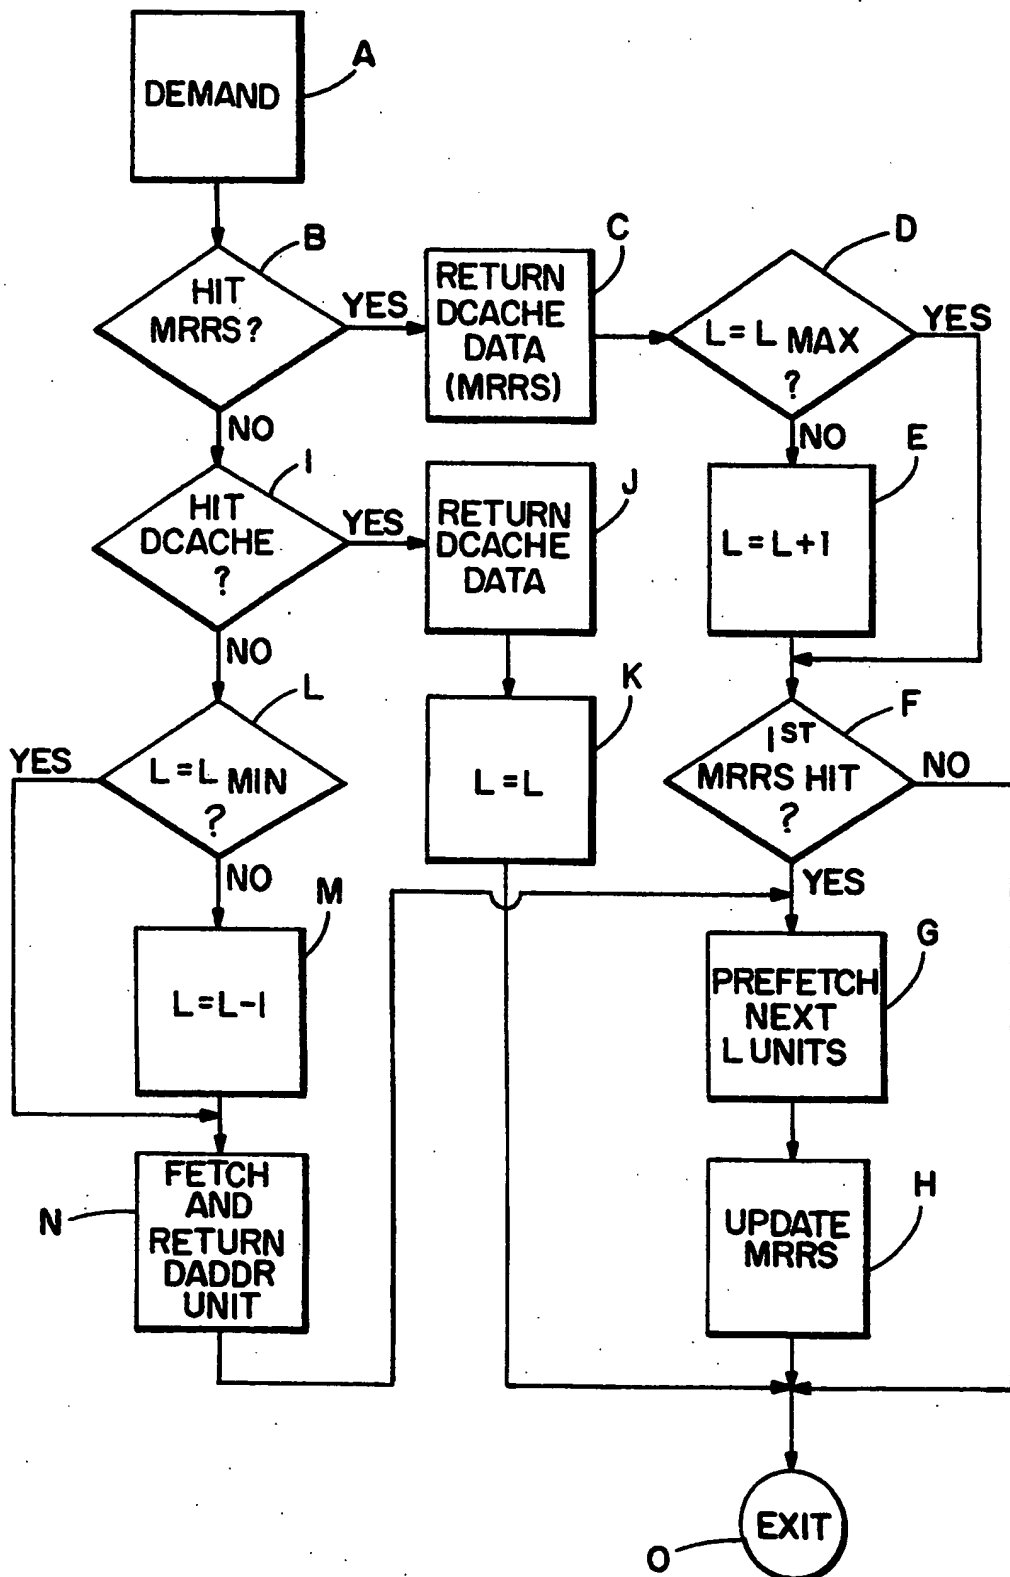 DEMAND
A
HIT
MRRS?
B
YES
NO
RETURN
DCACHE
DATA
(MRRS)
C
L=L MAX
?
D
YES
NO
L=L+1
E
HIT
DCACHE
?
I
YES
NO
RETURN
DCACHE
DATA
J
L=L
K
1ST
MRRS HIT
?
F
NO
YES
L=L MIN
?
L
YES
NO
L=L-1
M
PREFETCH
NEXT
L UNITS
G
FETCH
AND
RETURN
DADDR
UNIT
N
UPDATE
MRRS
H
EXIT
O